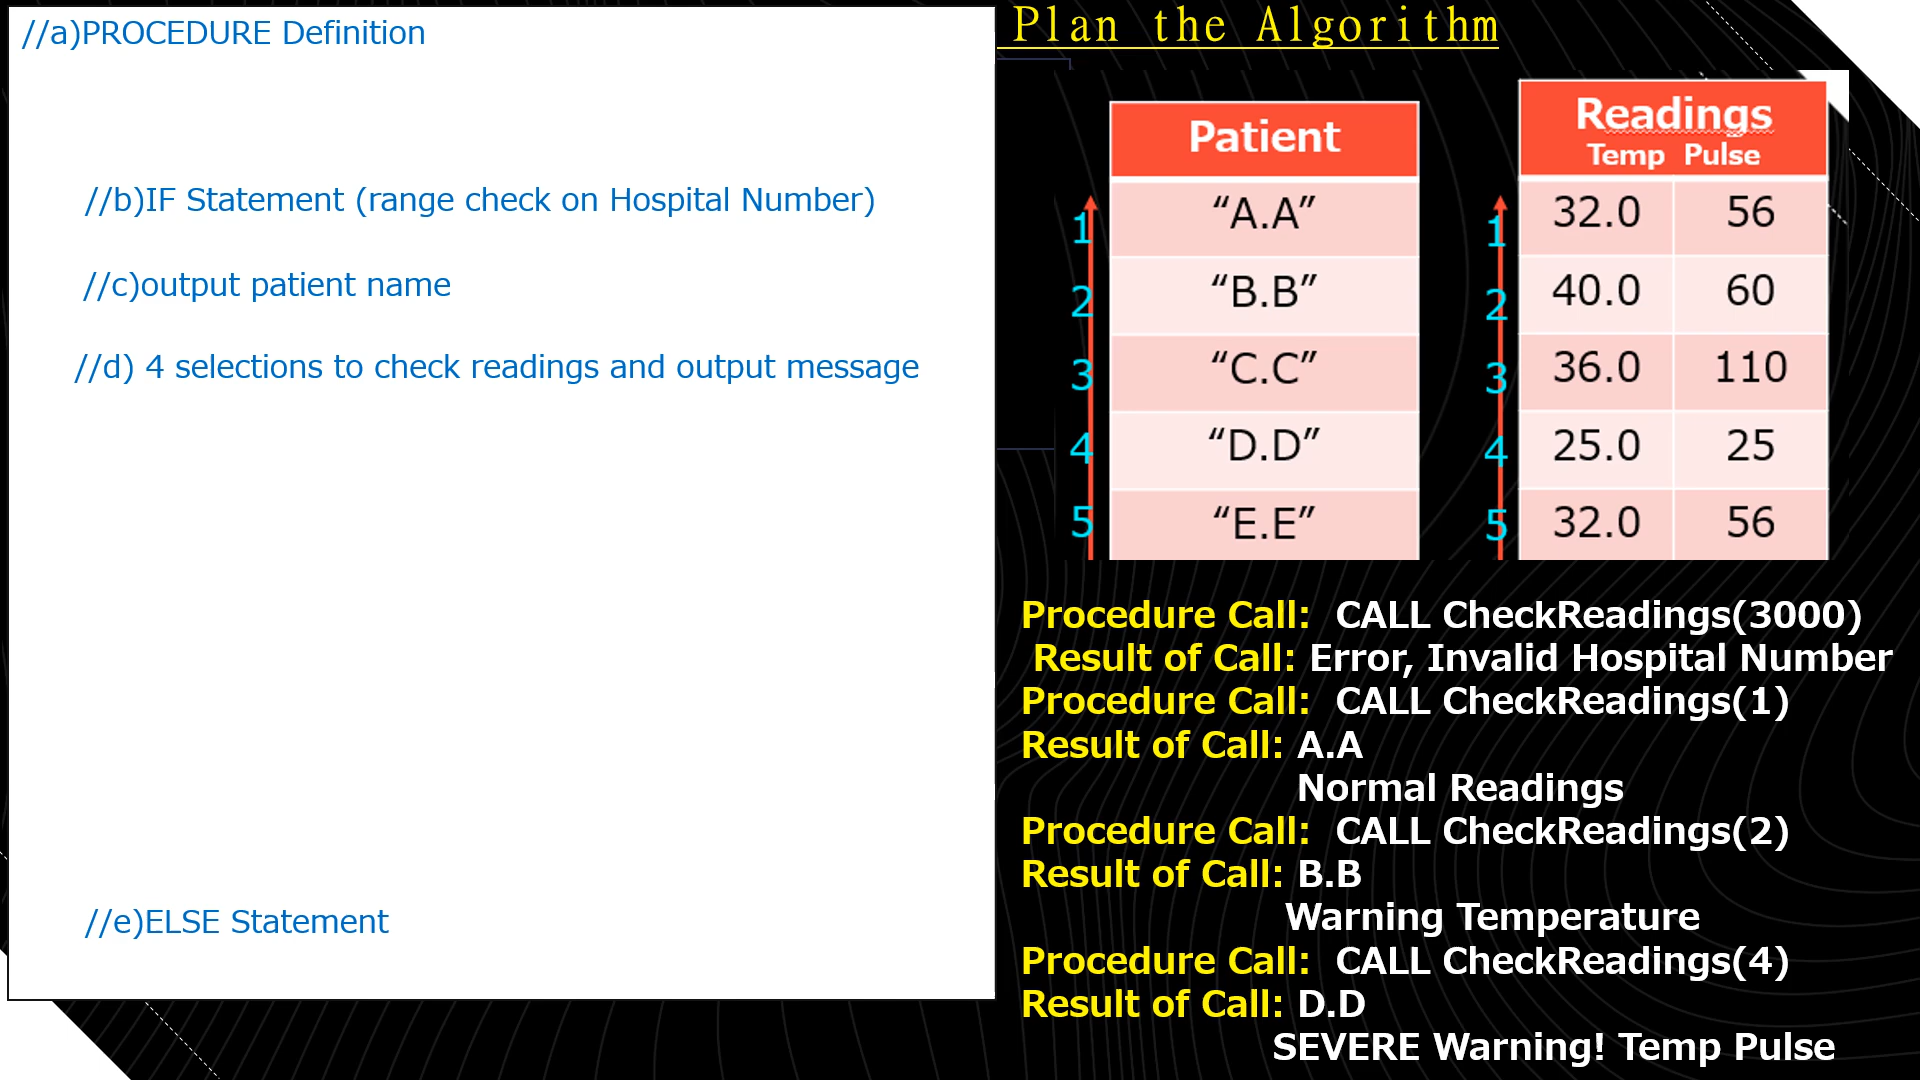 //a)PROCEDURE Definition
//b)IF Statement (range check on Hospital Number)
//c)output patient name
//d) 4 selections to check readings and output message
//e)ELSE Statement
Plan the Algorithm
Patient
1 “A.A”
2 “B.B”
3 “C.C”
4 “D.D”
5 “E.E”
Readings
Temp Pulse
1 32.0 56
2 40.0 60
3 36.0 110
4 25.0 25
5 32.0 56
Procedure Call: CALL CheckReadings(3000)
Result of Call: Error, Invalid Hospital Number
Procedure Call: CALL CheckReadings(1)
Result of Call: A.A
Normal Readings
Procedure Call: CALL CheckReadings(2)
Result of Call: B.B
Warning Temperature
Procedure Call: CALL CheckReadings(4)
Result of Call: D.D
SEVERE Warning! Temp Pulse